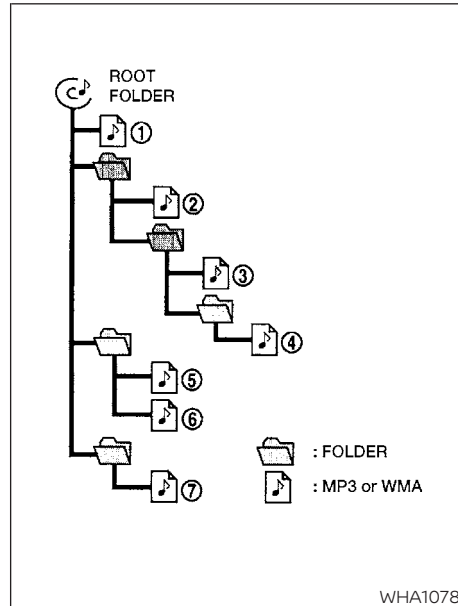 ROOT
FOLDER
①
②
③
④
⑤
⑥
⑦
: FOLDER
: MP3 or WMA
WHA1078